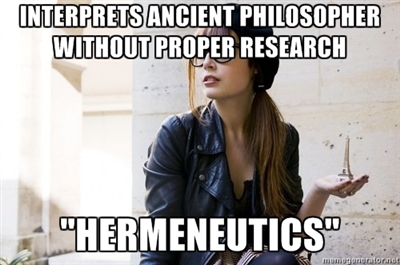 INTERPRETS ANCIENT PHILOSOPHER
WITHOUT PROPER RESEARCH
"HERMENEUTICS"
memegenerator.net